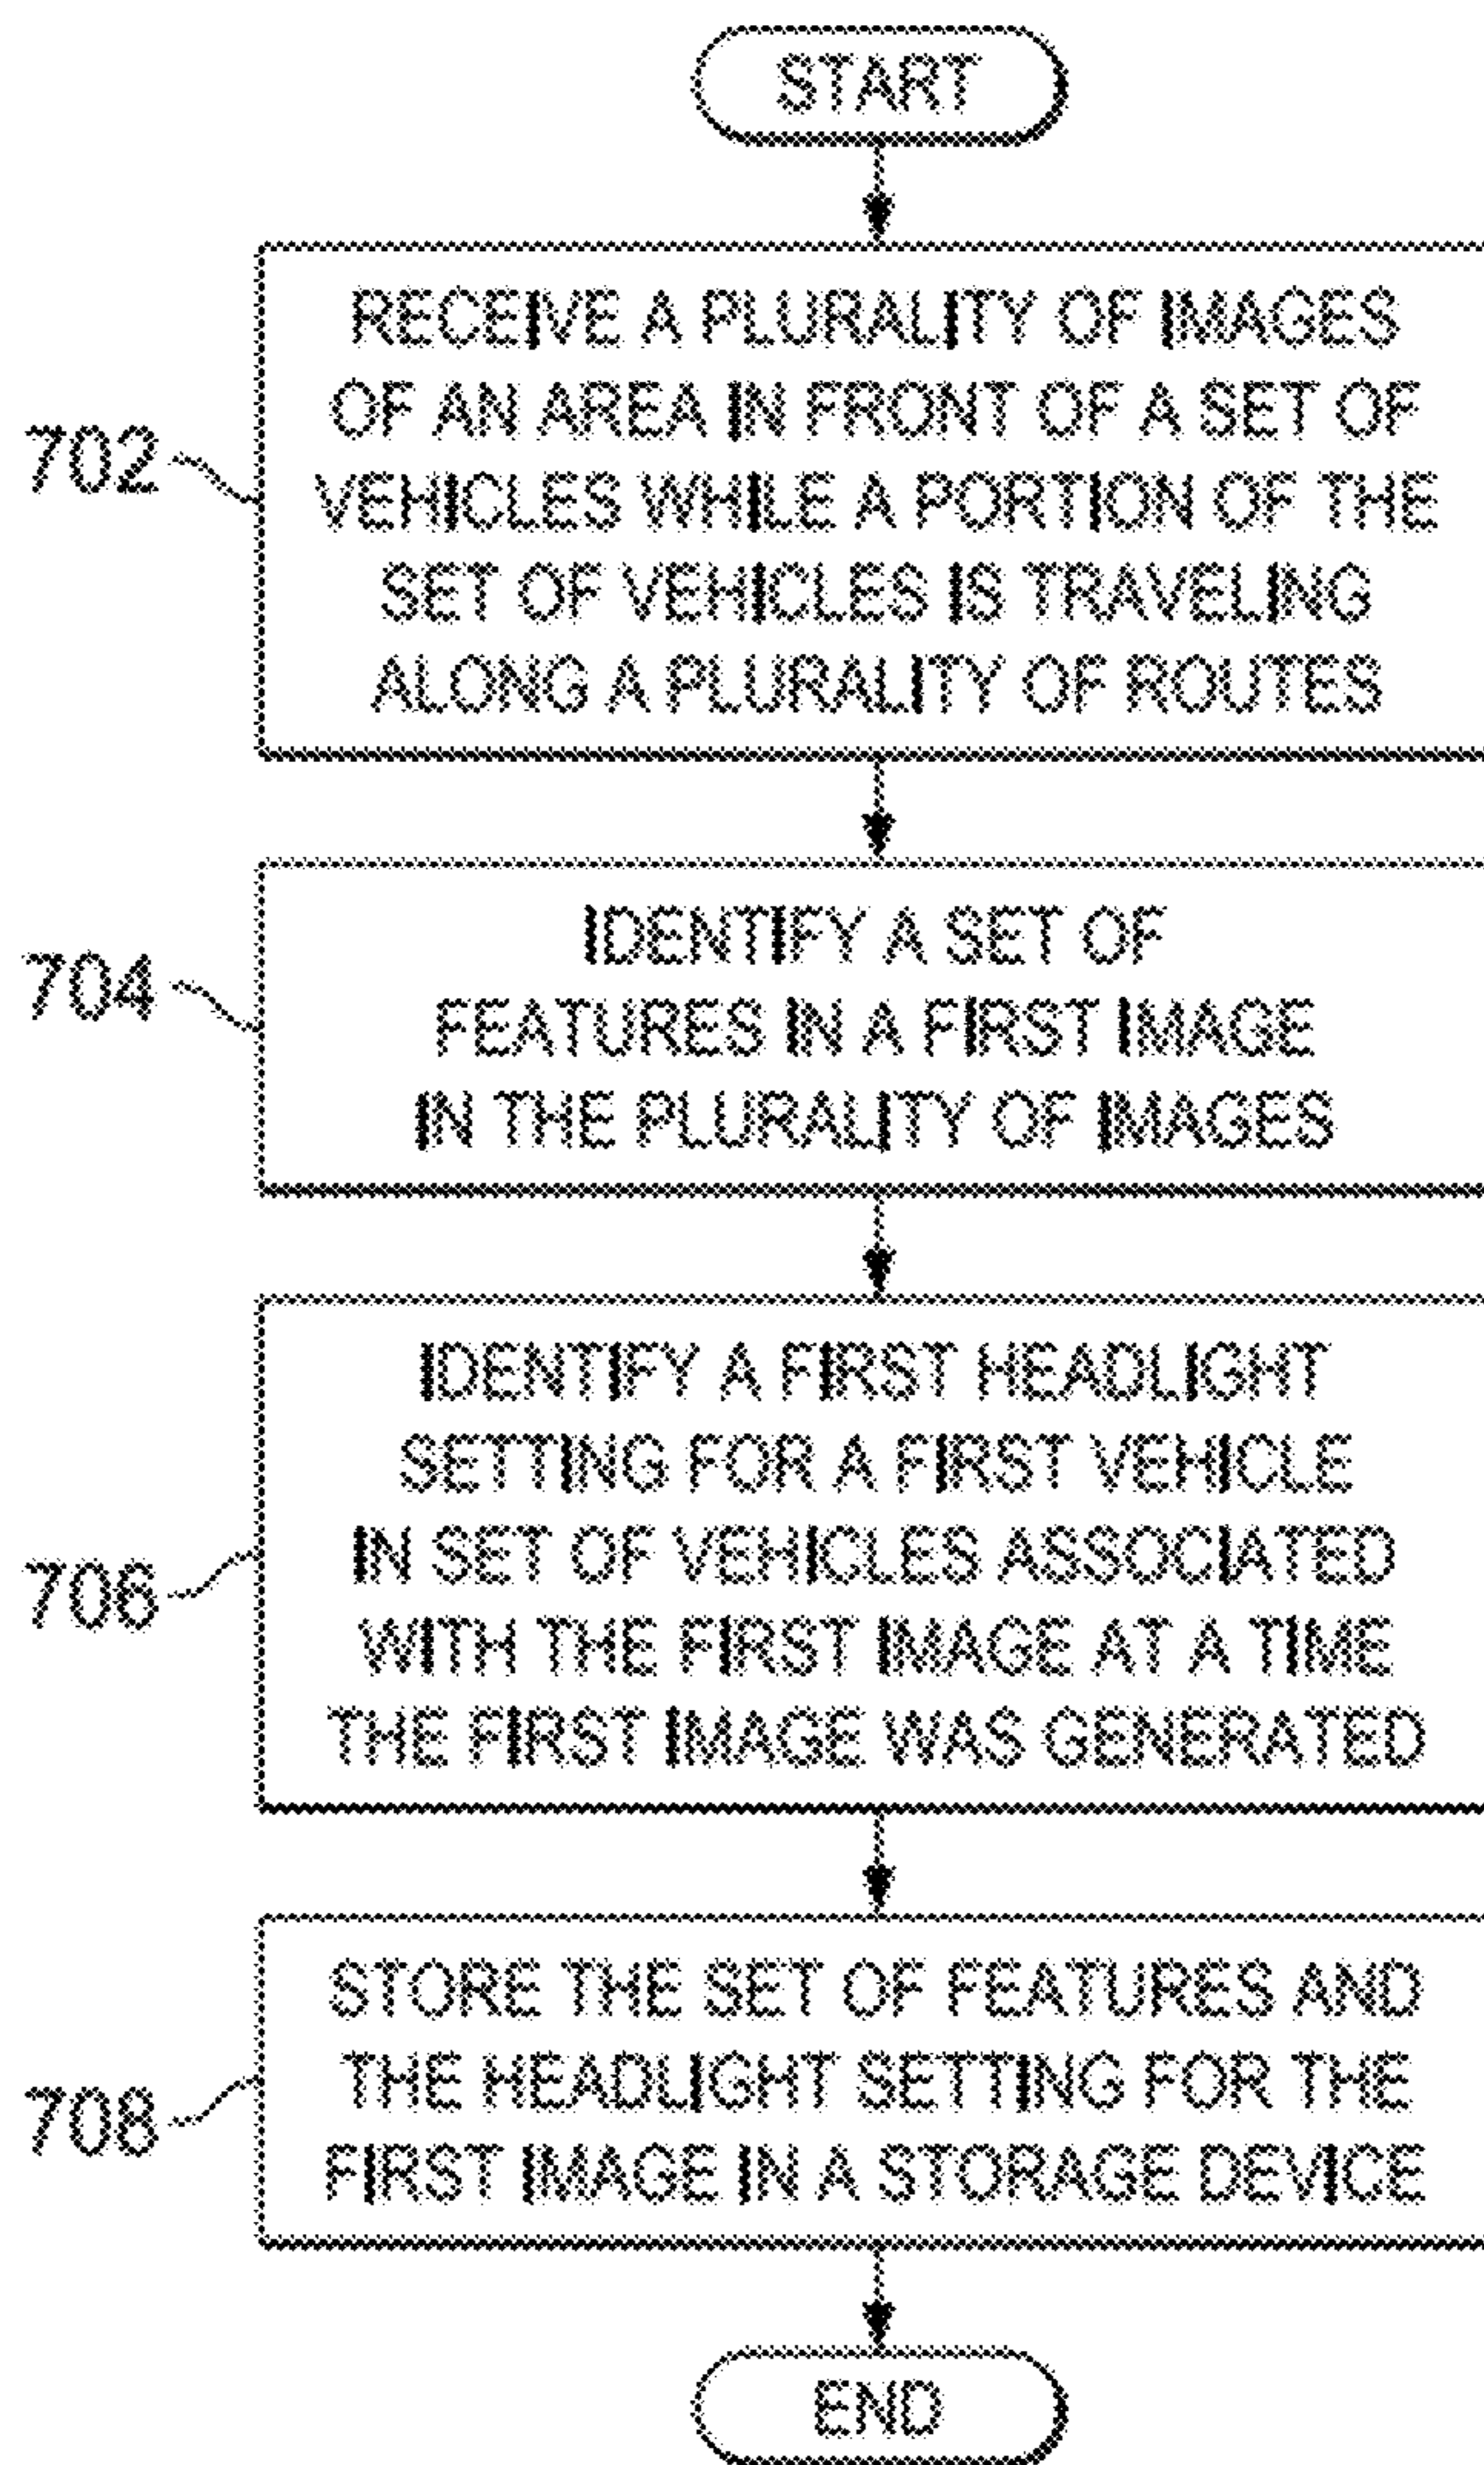 START
702
RECEIVE A PLURALITY OF IMAGES
OF AN AREA IN FRONT OF A SET OF
VEHICLES WHILE A PORTION OF THE
SET OF VEHICLES IS TRAVELING
ALONG A PLURALITY OF ROUTES
704
IDENTIFY A SET OF
FEATURES IN A FIRST IMAGE
IN THE PLURALITY OF IMAGES
706
IDENTIFY A FIRST HEADLIGHT
SETTING FOR A FIRST VEHICLE
IN SET OF VEHICLES ASSOCIATED
WITH THE FIRST IMAGE AT A TIME
THE FIRST IMAGE WAS GENERATED
708
STORE THE SET OF FEATURES AND
THE HEADLIGHT SETTING FOR THE
FIRST IMAGE IN A STORAGE DEVICE
END